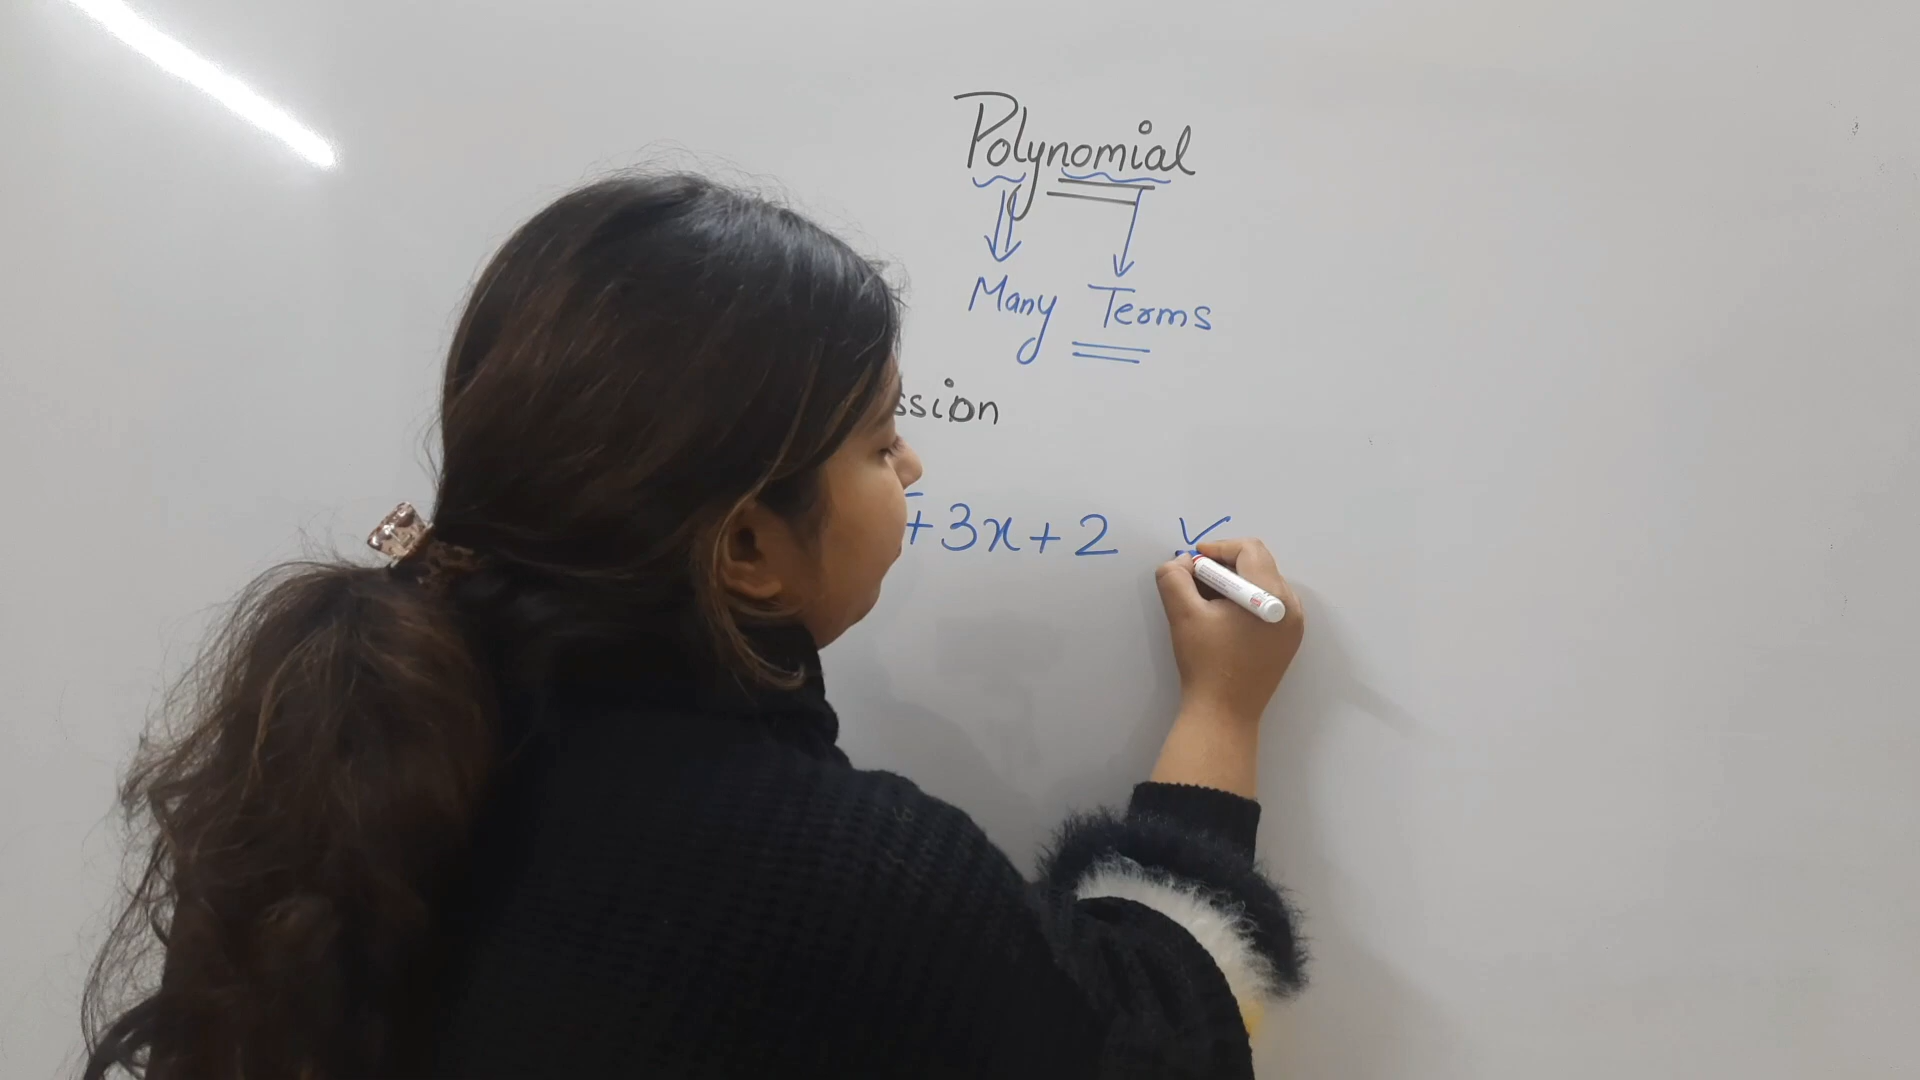 Polynomial
Many Terms
ssion
+3x+2